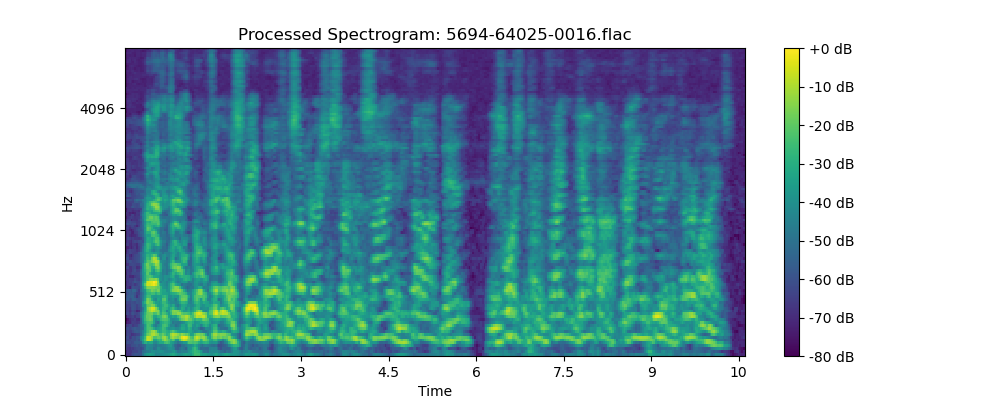 Processed Spectrogram: 5694-64025-0016.flac
Hz
4096
2048
1024
512
0
0 1.5 3 4.5 6 7.5 9 10
Time
+0 dB
-10 dB
-20 dB
-30 dB
-40 dB
-50 dB
-60 dB
-70 dB
-80 dB